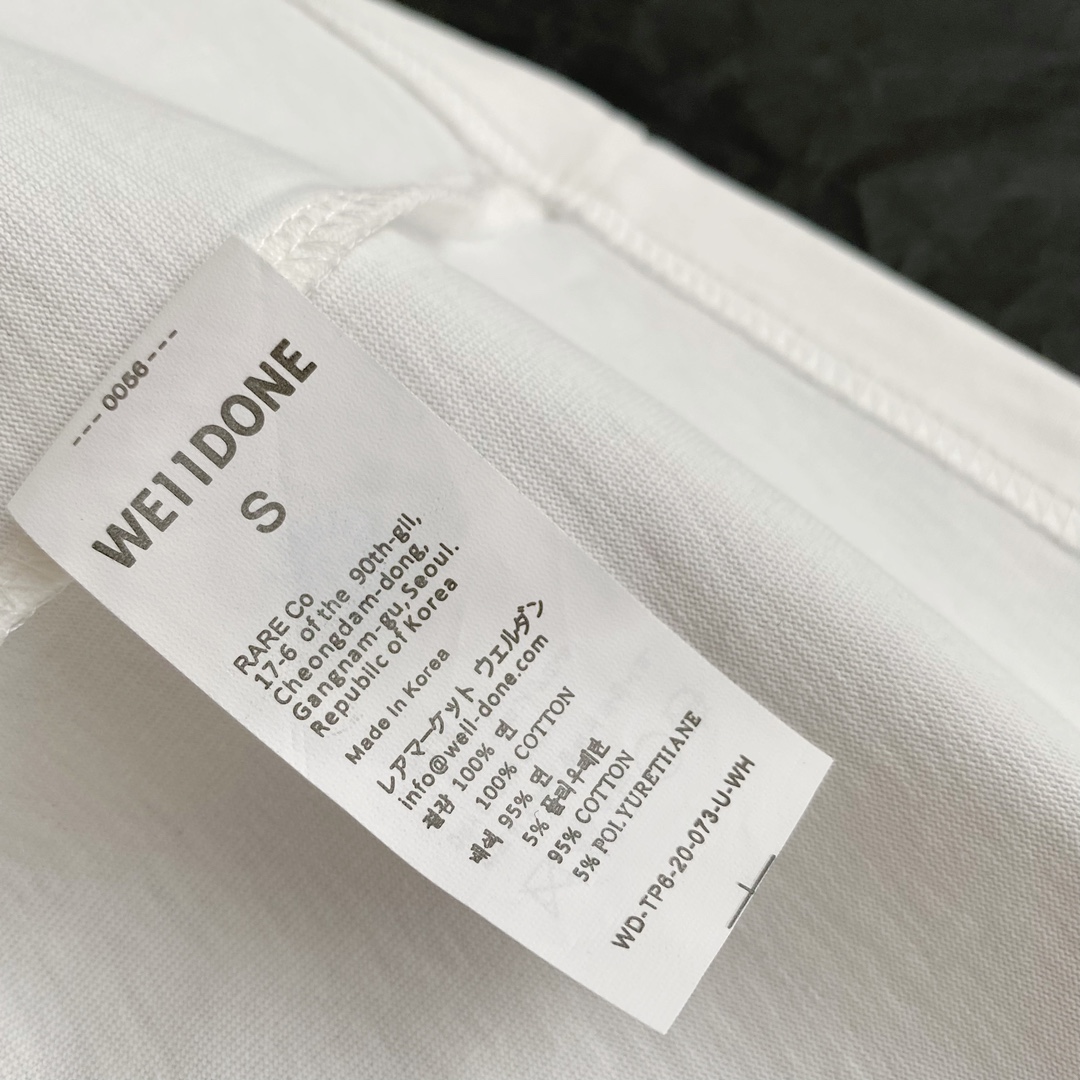 --- 0056 ---
WE11DONE
S
RARE Co
17-6 of the 90th-gil,
Cheongdam-dong,
Gangnam-gu, Seoul.
Republic of Korea
Made in Korea
レアマーケット ウェルダン
info@well-done.com
겉감 100% 면
100% COTTON
배색 95% 면
5% 폴리우레탄
95% COTTON
5% POLYURETHANE
WD-TP6-20-073-U-WH